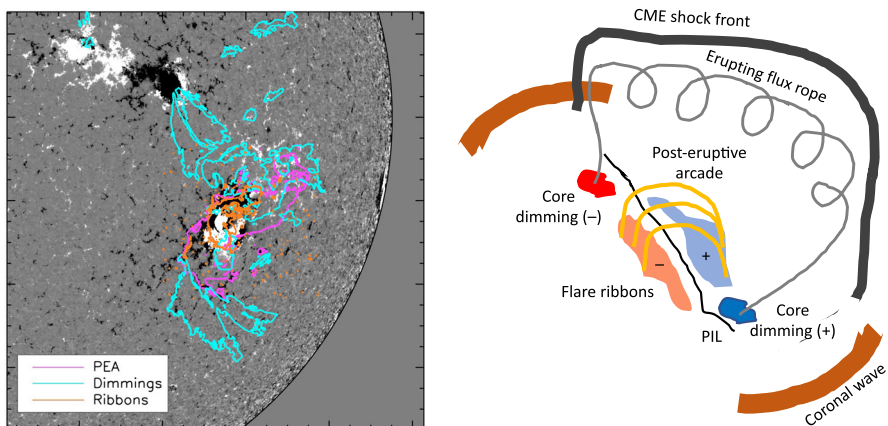 PEA
Dimmings
Ribbons
CME shock front
Erupting flux rope
Post-eruptive
arcade
Core
dimming (–)
–
+
Flare ribbons
Core
dimming (+)
PIL
Coronal wave